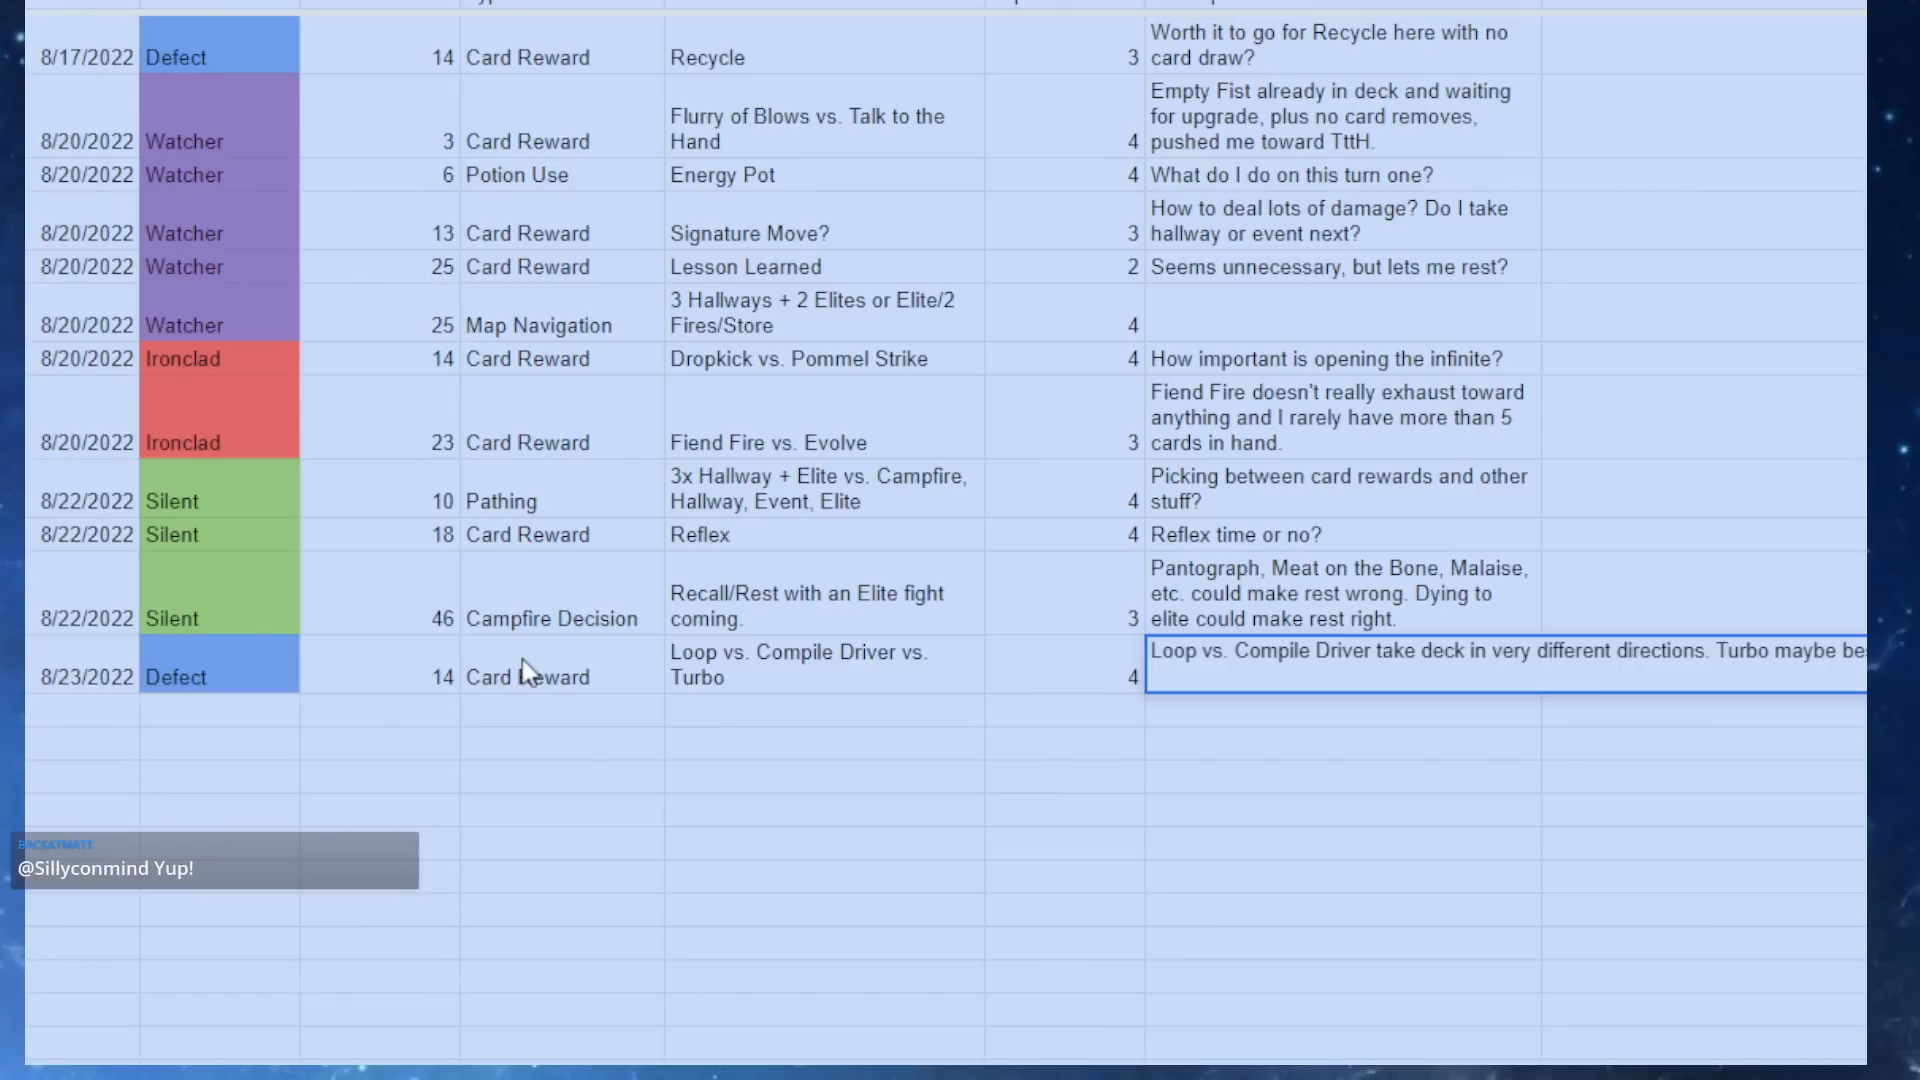 8/17/2022 Defect 14 Card Reward Recycle 3 Worth it to go for Recycle here with no
card draw?
8/20/2022 Watcher 3 Card Reward Flurry of Blows vs. Talk to the
Hand 4 Empty Fist already in deck and waiting
for upgrade, plus no card removes,
pushed me toward TttH.
8/20/2022 Watcher 6 Potion Use Energy Pot 4 What do I do on this turn one?
8/20/2022 Watcher 13 Card Reward Signature Move? 3 How to deal lots of damage? Do I take
hallway or event next?
8/20/2022 Watcher 25 Card Reward Lesson Learned 2 Seems unnecessary, but lets me rest?
8/20/2022 Watcher 25 Map Navigation 3 Hallways + 2 Elites or Elite/2
Fires/Store 4
8/20/2022 Ironclad 14 Card Reward Dropkick vs. Pommel Strike 4 How important is opening the infinite?
8/20/2022 Ironclad 23 Card Reward Fiend Fire vs. Evolve 3 Fiend Fire doesn't really exhaust toward
anything and I rarely have more than 5
cards in hand.
8/22/2022 Silent 10 Pathing 3x Hallway + Elite vs. Campfire,
Hallway, Event, Elite 4 Picking between card rewards and other
stuff?
8/22/2022 Silent 18 Card Reward Reflex 4 Reflex time or no?
8/22/2022 Silent 46 Campfire Decision Recall/Rest with an Elite fight
coming. 3 Pantograph, Meat on the Bone, Malaise,
etc. could make rest wrong. Dying to
elite could make rest right.
8/23/2022 Defect 14 Card Reward Loop vs. Compile Driver vs.
Turbo 4 Loop vs. Compile Driver take deck in very different directions. Turbo maybe be
BACKATMATT
@Sillyconmind Yup!